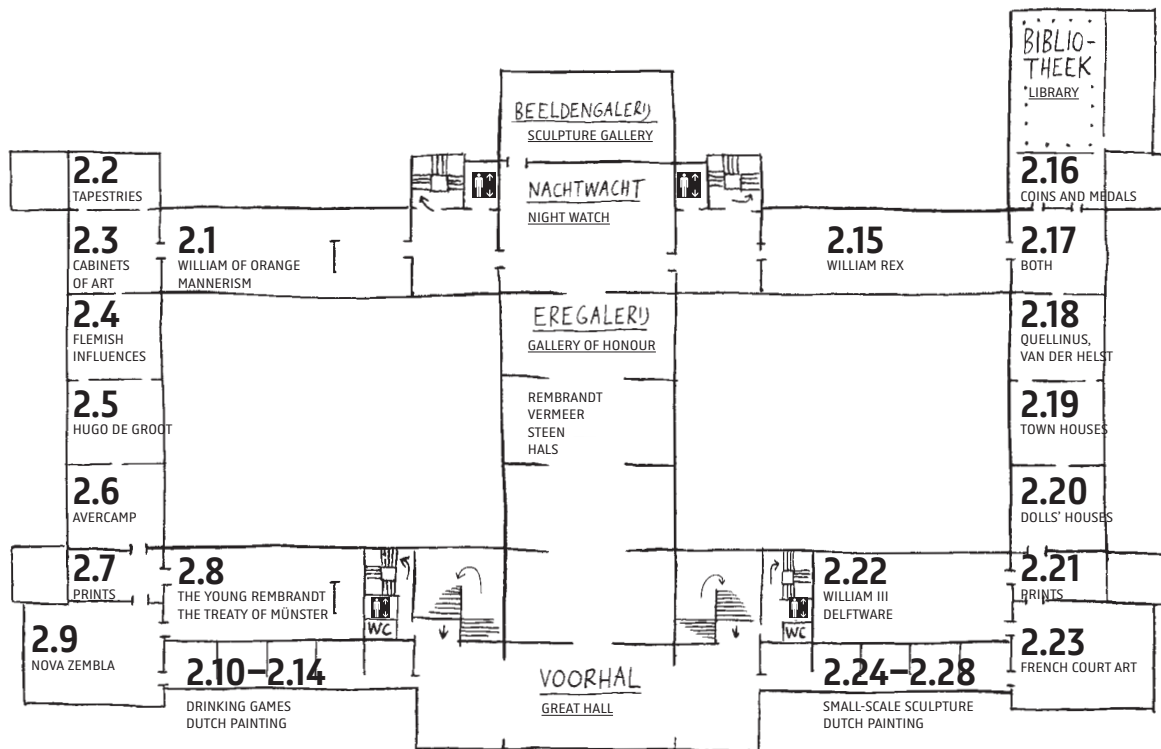 BIBLIO-
THEEK
LIBRARY
BEELDENGALERIJ
SCULPTURE GALLERY
NACHTWACHT
NIGHT WATCH
2.2
TAPESTRIES
2.16
COINS AND MEDALS
2.3
CABINETS
OF ART
2.1
WILLIAM OF ORANGE
MANNERISM
2.15
WILLIAM REX
2.17
BOTH
2.4
FLEMISH
INFLUENCES
EREGALERIJ
GALLERY OF HONOUR
2.18
QUELLINUS,
VAN DER HELST
2.5
HUGO DE GROOT
REMBRANDT
VERMEER
STEEN
HALS
2.19
TOWN HOUSES
2.6
AVERCAMP
2.20
DOLLS' HOUSES
2.7
PRINTS
2.8
THE YOUNG REMBRANDT
THE TREATY OF MÜNSTER
WC
WC
2.22
WILLIAM III
DELFTWARE
2.21
PRINTS
2.9
NOVA ZEMBLA
2.10–2.14
DRINKING GAMES
DUTCH PAINTING
VOORHAL
GREAT HALL
2.24–2.28
SMALL-SCALE SCULPTURE
DUTCH PAINTING
2.23
FRENCH COURT ART